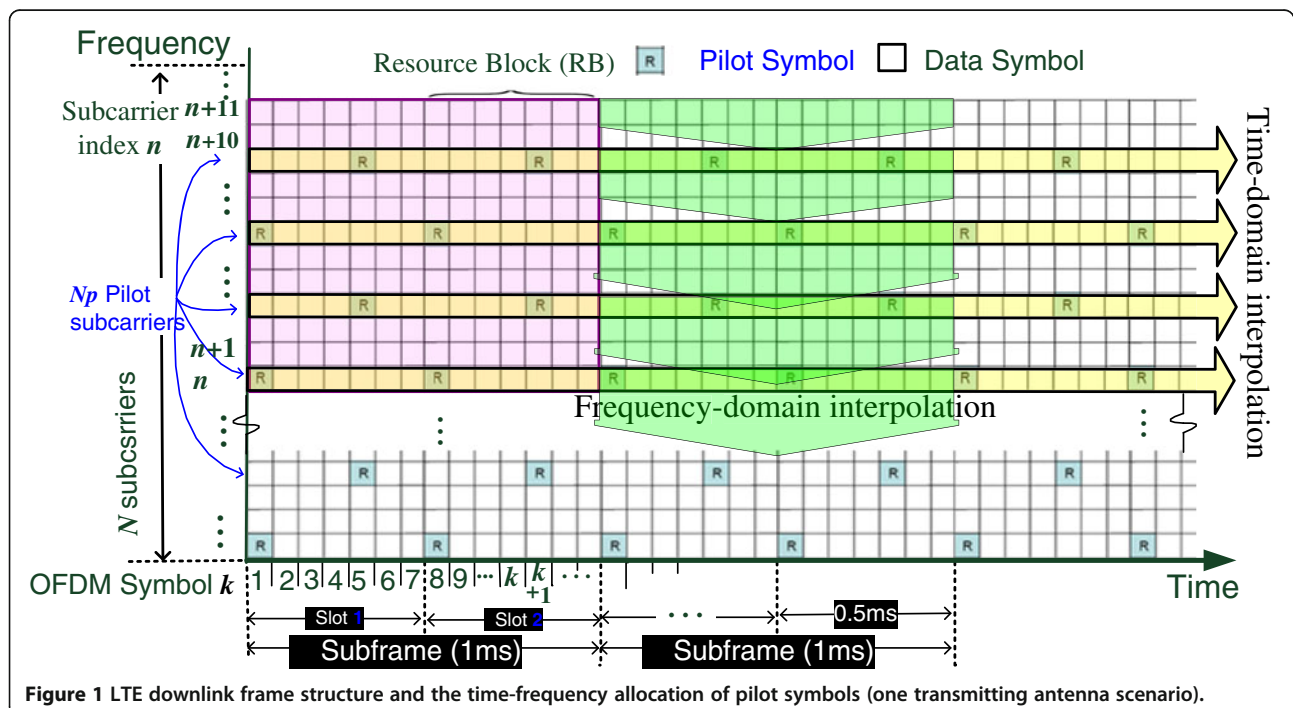 Frequency
Resource Block (RB) R Pilot Symbol Data Symbol
Subcarrier n+11
index n n+10
R R R R R
R R R R R R
Np Pilot
subcarriers
R R R R R
n+1
n
R R R R R R
Time-domain interpolation
Frequency-domain interpolation
N subcsrriers
R R R R R
R R R R R R
OFDM Symbol k 1 2 3 4 5 6 7 8 9 ... k k+1 ... Time
Slot 1 Slot 2 ... 0.5ms
Subframe (1ms) Subframe (1ms)
Figure 1 LTE downlink frame structure and the time-frequency allocation of pilot symbols (one transmitting antenna scenario).